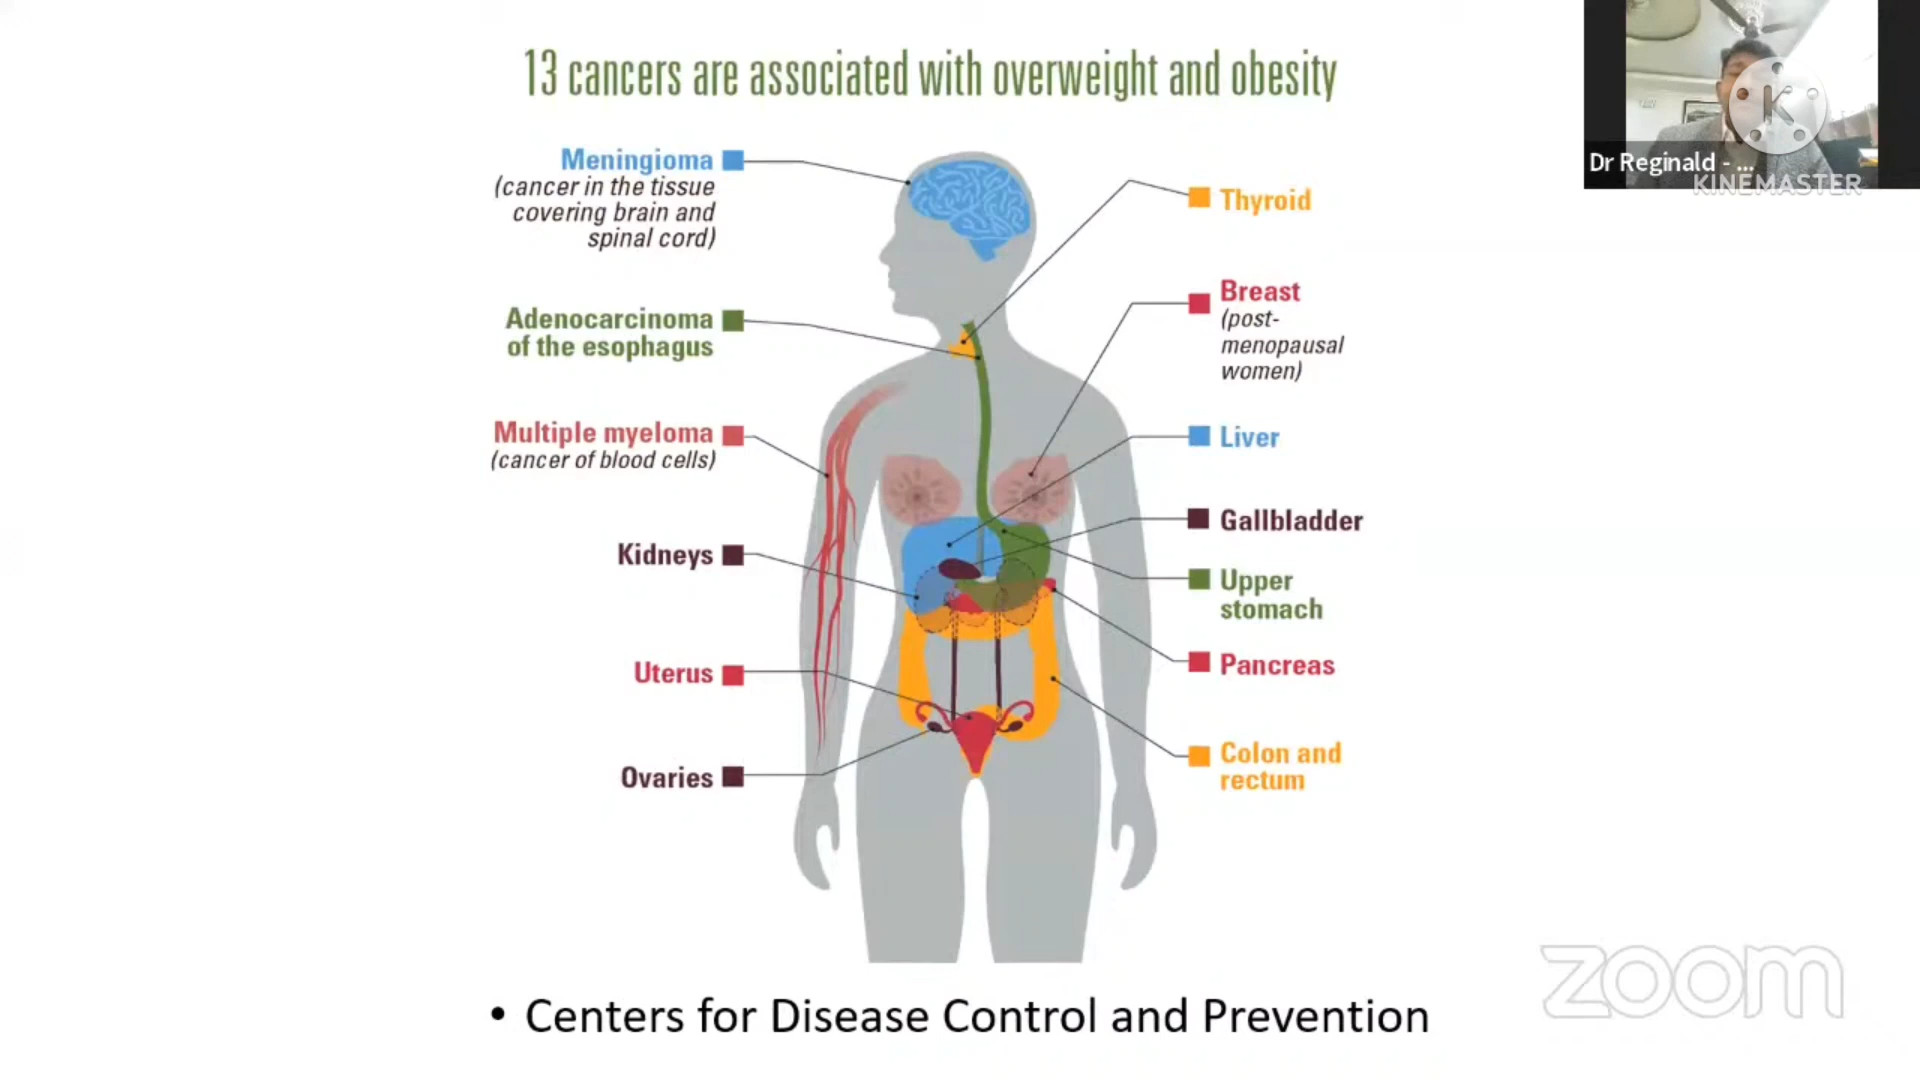 13 cancers are associated with overweight and obesity
Meningioma
(cancer in the tissue
covering brain and
spinal cord)
Adenocarcinoma
of the esophagus
Multiple myeloma
(cancer of blood cells)
Kidneys
Uterus
Ovaries
Thyroid
Breast
(post-
menopausal
women)
Liver
Gallbladder
Upper
stomach
Pancreas
Colon and
rectum
• Centers for Disease Control and Prevention
K
Dr Reginald - ...
KINEMASTER
zoom